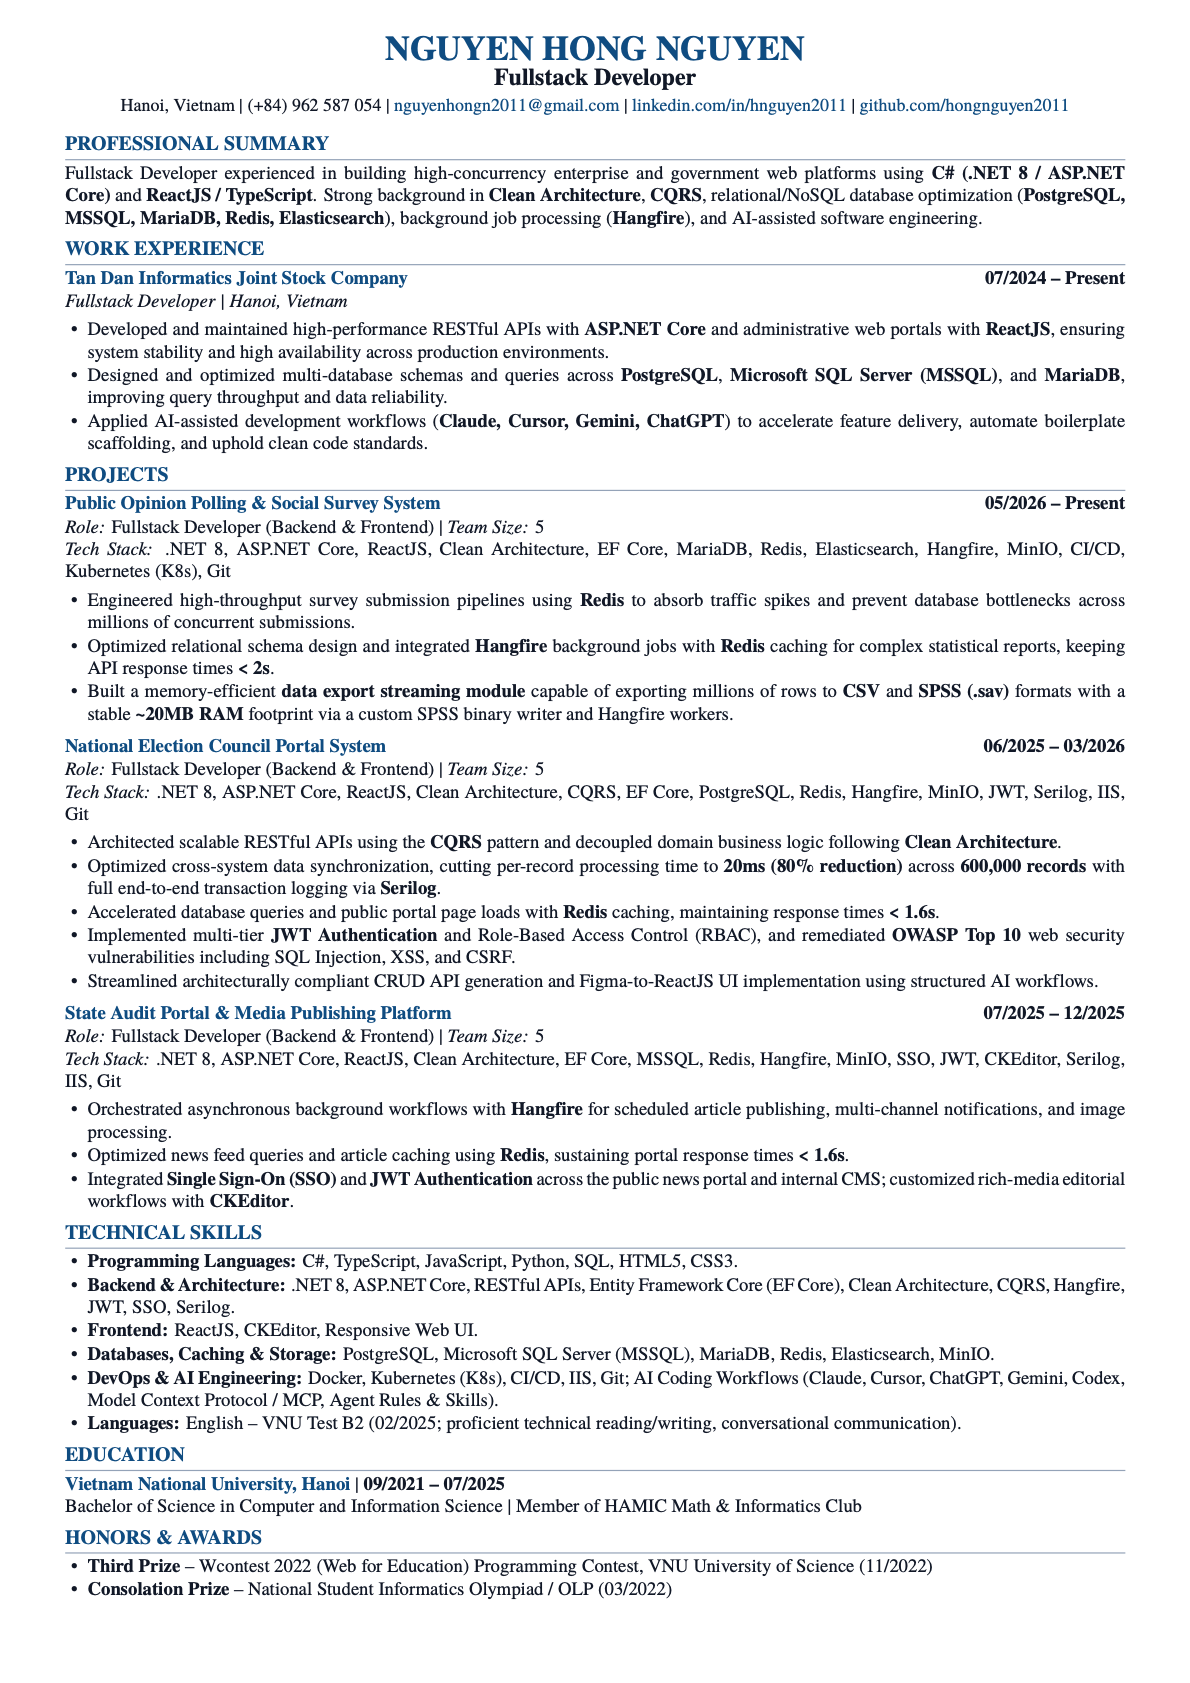 NGUYEN HONG NGUYEN
Fullstack Developer
Hanoi, Vietnam | (+84) 962 587 054 | nguyenhongn2011@gmail.com | linkedin.com/in/hnguyen2011 | github.com/hongnguyen2011
PROFESSIONAL SUMMARY
Fullstack Developer experienced in building high-concurrency enterprise and government web platforms using C# (.NET 8 / ASP.NET
Core) and ReactJS / TypeScript. Strong background in Clean Architecture, CQRS, relational/NoSQL database optimization (PostgreSQL,
MSSQL, MariaDB, Redis, Elasticsearch), background job processing (Hangfire), and AI-assisted software engineering.
WORK EXPERIENCE
Tan Dan Informatics Joint Stock Company 07/2024 – Present
Fullstack Developer | Hanoi, Vietnam
• Developed and maintained high-performance RESTful APIs with ASP.NET Core and administrative web portals with ReactJS, ensuring
system stability and high availability across production environments.
• Designed and optimized multi-database schemas and queries across PostgreSQL, Microsoft SQL Server (MSSQL), and MariaDB,
improving query throughput and data reliability.
• Applied AI-assisted development workflows (Claude, Cursor, Gemini, ChatGPT) to accelerate feature delivery, automate boilerplate
scaffolding, and uphold clean code standards.
PROJECTS
Public Opinion Polling & Social Survey System 05/2026 – Present
Role: Fullstack Developer (Backend & Frontend) | Team Size: 5
Tech Stack: .NET 8, ASP.NET Core, ReactJS, Clean Architecture, EF Core, MariaDB, Redis, Elasticsearch, Hangfire, MinIO, CI/CD,
Kubernetes (K8s), Git
• Engineered high-throughput survey submission pipelines using Redis to absorb traffic spikes and prevent database bottlenecks across
millions of concurrent submissions.
• Optimized relational schema design and integrated Hangfire background jobs with Redis caching for complex statistical reports, keeping
API response times < 2s.
• Built a memory-efficient data export streaming module capable of exporting millions of rows to CSV and SPSS (.sav) formats with a
stable ~20MB RAM footprint via a custom SPSS binary writer and Hangfire workers.
National Election Council Portal System 06/2025 – 03/2026
Role: Fullstack Developer (Backend & Frontend) | Team Size: 5
Tech Stack: .NET 8, ASP.NET Core, ReactJS, Clean Architecture, CQRS, EF Core, PostgreSQL, Redis, Hangfire, MinIO, JWT, Serilog, IIS,
Git
• Architected scalable RESTful APIs using the CQRS pattern and decoupled domain business logic following Clean Architecture.
• Optimized cross-system data synchronization, cutting per-record processing time to 20ms (80% reduction) across 600,000 records with
full end-to-end transaction logging via Serilog.
• Accelerated database queries and public portal page loads with Redis caching, maintaining response times < 1.6s.
• Implemented multi-tier JWT Authentication and Role-Based Access Control (RBAC), and remediated OWASP Top 10 web security
vulnerabilities including SQL Injection, XSS, and CSRF.
• Streamlined architecturally compliant CRUD API generation and Figma-to-ReactJS UI implementation using structured AI workflows.
State Audit Portal & Media Publishing Platform 07/2025 – 12/2025
Role: Fullstack Developer (Backend & Frontend) | Team Size: 5
Tech Stack: .NET 8, ASP.NET Core, ReactJS, Clean Architecture, EF Core, MSSQL, Redis, Hangfire, MinIO, SSO, JWT, CKEditor, Serilog,
IIS, Git
• Orchestrated asynchronous background workflows with Hangfire for scheduled article publishing, multi-channel notifications, and image
processing.
• Optimized news feed queries and article caching using Redis, sustaining portal response times < 1.6s.
• Integrated Single Sign-On (SSO) and JWT Authentication across the public news portal and internal CMS; customized rich-media editorial
workflows with CKEditor.
TECHNICAL SKILLS
• Programming Languages: C#, TypeScript, JavaScript, Python, SQL, HTML5, CSS3.
• Backend & Architecture: .NET 8, ASP.NET Core, RESTful APIs, Entity Framework Core (EF Core), Clean Architecture, CQRS, Hangfire,
JWT, SSO, Serilog.
• Frontend: ReactJS, CKEditor, Responsive Web UI.
• Databases, Caching & Storage: PostgreSQL, Microsoft SQL Server (MSSQL), MariaDB, Redis, Elasticsearch, MinIO.
• DevOps & AI Engineering: Docker, Kubernetes (K8s), CI/CD, IIS, Git; AI Coding Workflows (Claude, Cursor, ChatGPT, Gemini, Codex,
Model Context Protocol / MCP, Agent Rules & Skills).
• Languages: English – VNU Test B2 (02/2025; proficient technical reading/writing, conversational communication).
EDUCATION
Vietnam National University, Hanoi | 09/2021 – 07/2025
Bachelor of Science in Computer and Information Science | Member of HAMIC Math & Informatics Club
HONORS & AWARDS
• Third Prize – Wcontest 2022 (Web for Education) Programming Contest, VNU University of Science (11/2022)
• Consolation Prize – National Student Informatics Olympiad / OLP (03/2022)